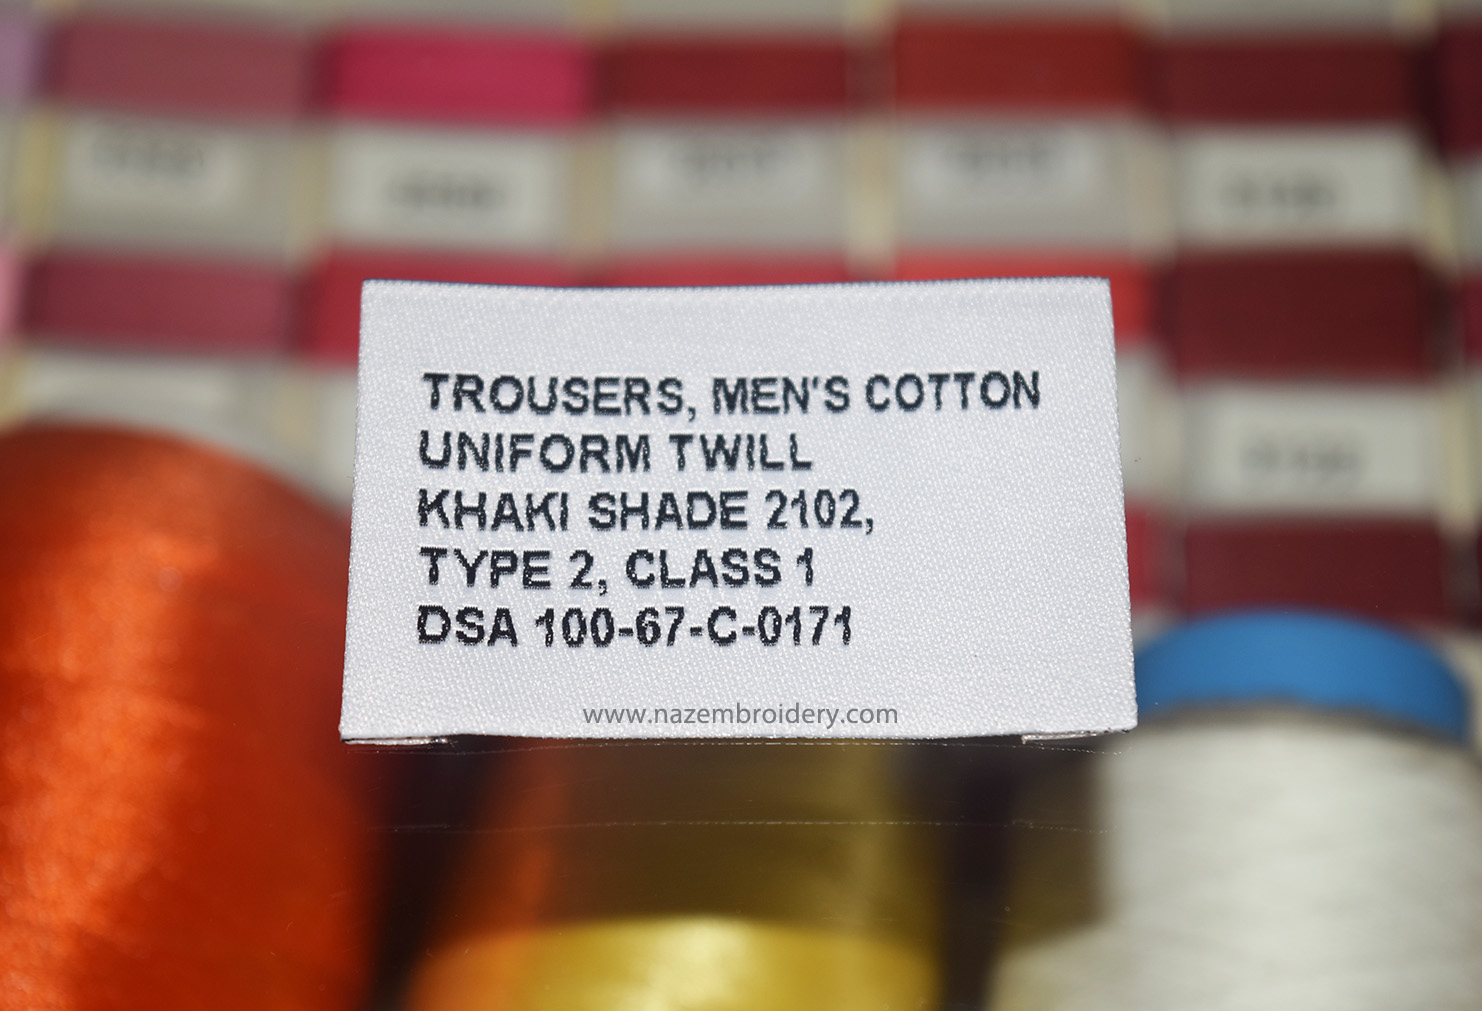 TROUSERS, MEN'S COTTON
UNIFORM TWILL
KHAKI SHADE 2102,
TYPE 2, CLASS 1
DSA 100-67-C-0171
www.nazembroidery.com